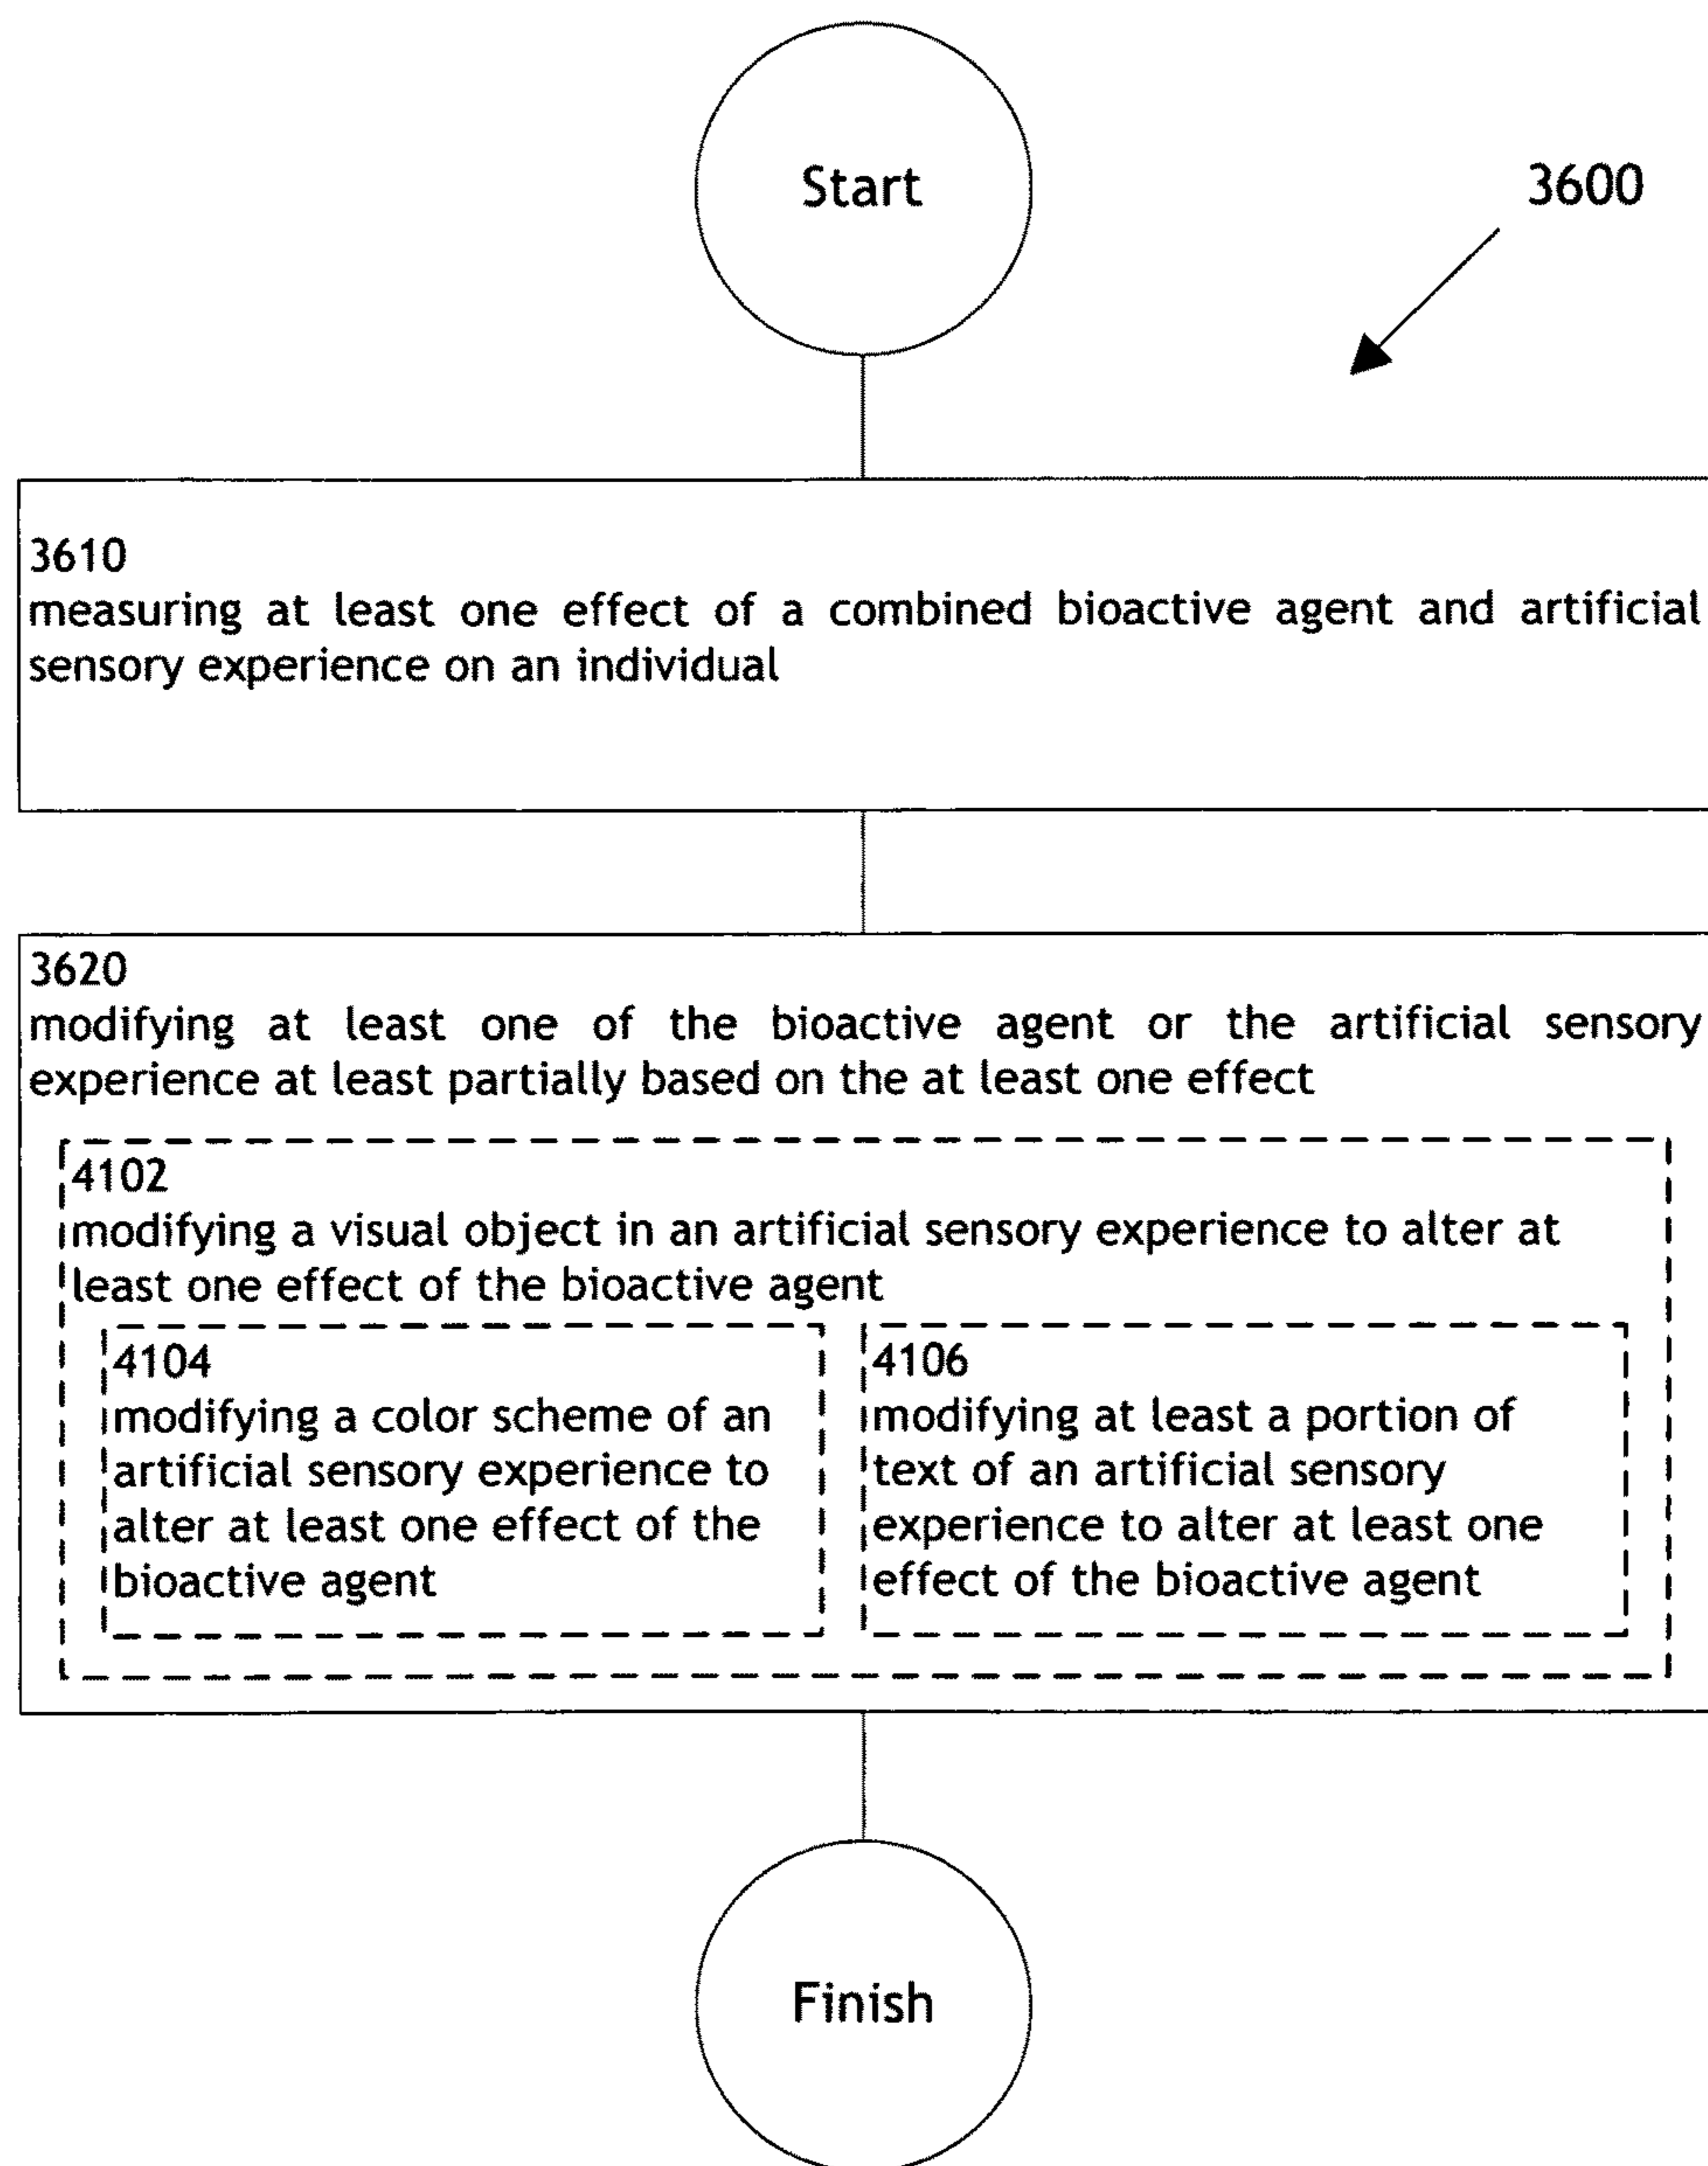 Start
3600
3610
measuring at least one effect of a combined bioactive agent and artificial
sensory experience on an individual
3620
modifying at least one of the bioactive agent or the artificial sensory
experience at least partially based on the at least one effect
4102
modifying a visual object in an artificial sensory experience to alter at
least one effect of the bioactive agent
4104
modifying a color scheme of an
artificial sensory experience to
alter at least one effect of the
bioactive agent
4106
modifying at least a portion of
text of an artificial sensory
experience to alter at least one
effect of the bioactive agent
Finish